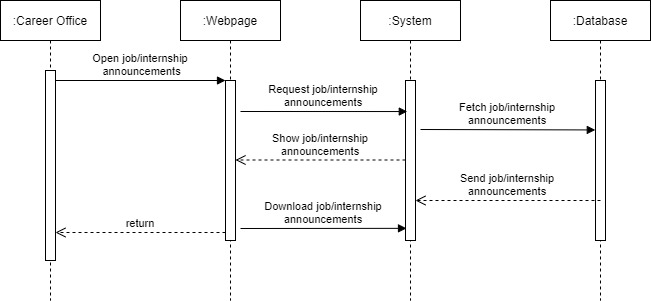 :Career Office
:Webpage
:System
:Database
Open job/internship
announcements
Request job/internship
announcements
Fetch job/internship
announcements
Show job/internship
announcements
Send job/internship
announcements
Download job/internship
announcements
return